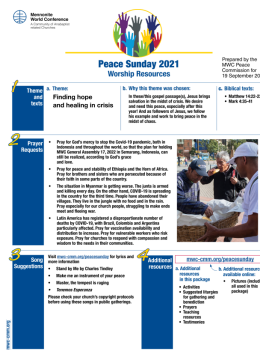 Mennonite
World Conference
A Community of Anabaptist
related Churches
Peace Sunday 2021
Worship Resources
Prepared by the
MWC Peace
Commission for
19 September 20
1
Theme
and
texts
a. Theme:
Finding hope
and healing in crisis
b. Why this theme was chosen:
In these/this gospel passage(s), Jesus brings
salvation in the midst of crisis. We desire
and need this peace, especially after this
year! And as followers of Jesus, we follow
his example and work to bring peace in the
midst of chaos.
c. Biblical texts:
• Matthew 14:22-3
• Mark 4:35-41
2
Prayer
Requests
• Pray for God's mercy to stop the Covid-19 pandemic, both in
Indonesia and throughout the world, so that the plan for holding
MWC General Assembly 17, 2022 in Semarang, Indonesia, can
still be realized, according to God's grace
and love.
• Pray for peace and stability of Ethiopia and the Horn of Africa.
Pray for brothers and sisters who are persecuted because of
their faith in some parts of the country.
• The situation in Myanmar is getting worse. The junta is armed
and killing every day. On the other hand, COVID-19 is spreading
in the country for the third time. People have abandoned their
villages. They live in the jungle with no food and in the rain.
Pray especially for our church people, struggling to make ends
meet and fleeing war.
• Latin America has registered a disproportionate number of
deaths by COVID-19, with Brazil, Colombia and Argentina
particularly affected. Pray for vaccination availability and
distribution to increase. Pray for vulnerable workers who risk
exposure. Pray for churches to respond with compassion and
wisdom to the needs in their communities.
3
Song
Suggestions
Visit mwc-cmm.org/peacesunday for lyrics and
more information
• Stand by Me by Charles Tindley
• Make me an instrument of your peace
• Master, the tempest is raging
• Tenemos Esperanza
Please check your church's copyright protocols
before using these songs in public gatherings.
4
Additional
resources
mwc-cmm.org/peacesunday
a. Additional
resources
in this
package
• Activities
• Suggested Liturgies
for gathering and
benediction
• Prayers
• Teaching
resources
• Testimonies
b. Additional resource
available online:
• Pictures (includ
all used in this
package)
mwc-cmm.org